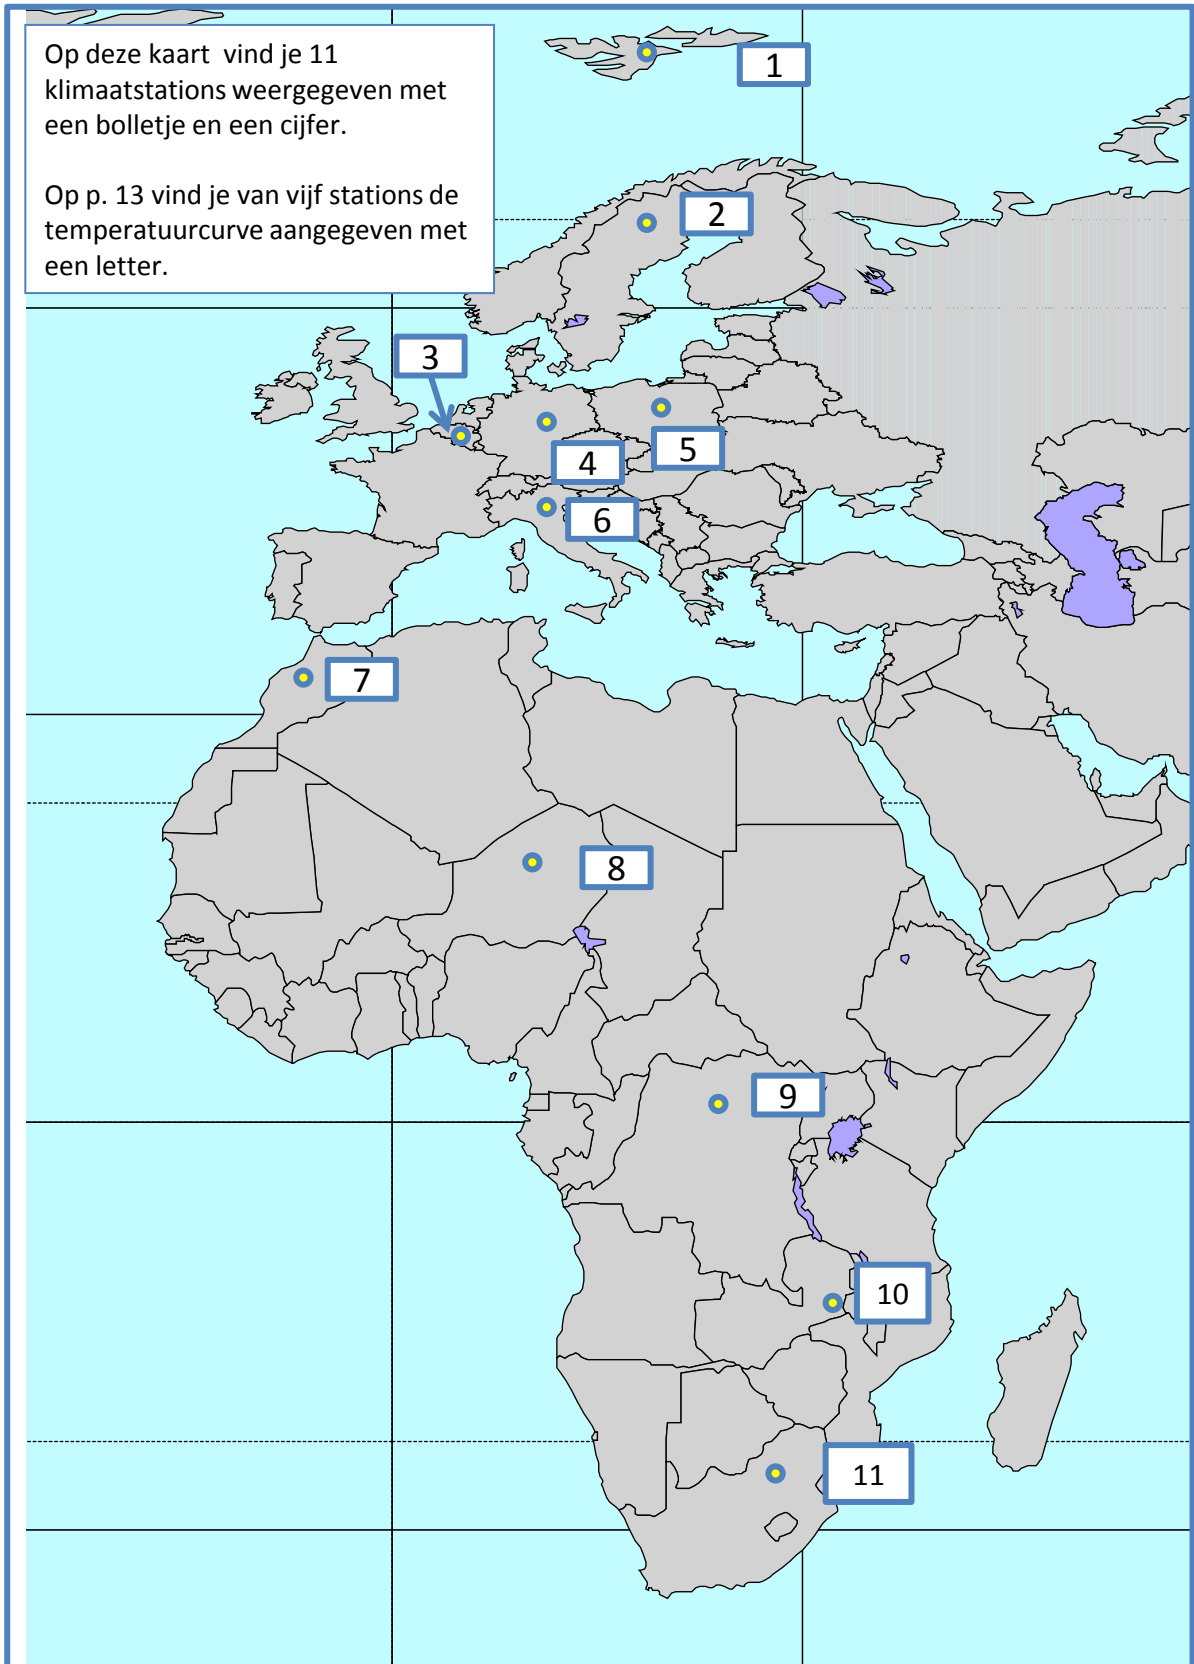 Op deze kaart vind je 11
klimaatstations weergegeven met
een bolletje en een cijfer.
Op p. 13 vind je van vijf stations de
temperatuurcurve aangegeven met
een letter.
1
2
3
4
5
6
7
8
9
10
11